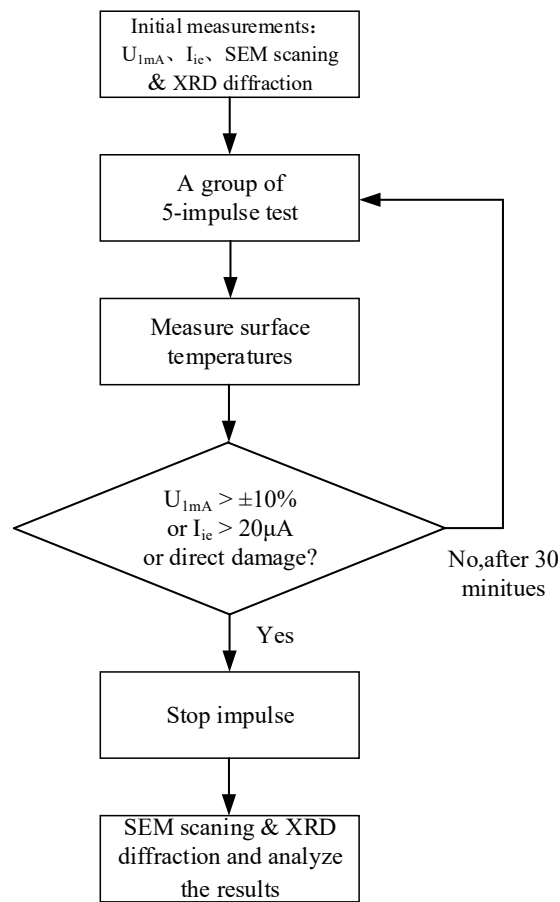 Initial measurements：
U1mA、Iie、SEM scaning
& XRD diffraction
A group of
5-impulse test
Measure surface
temperatures
U1mA > ±10%
or Iie > 20μA
or direct damage?
No,after 30
minitues
Yes
Stop impulse
SEM scaning & XRD
diffraction and analyze
the results